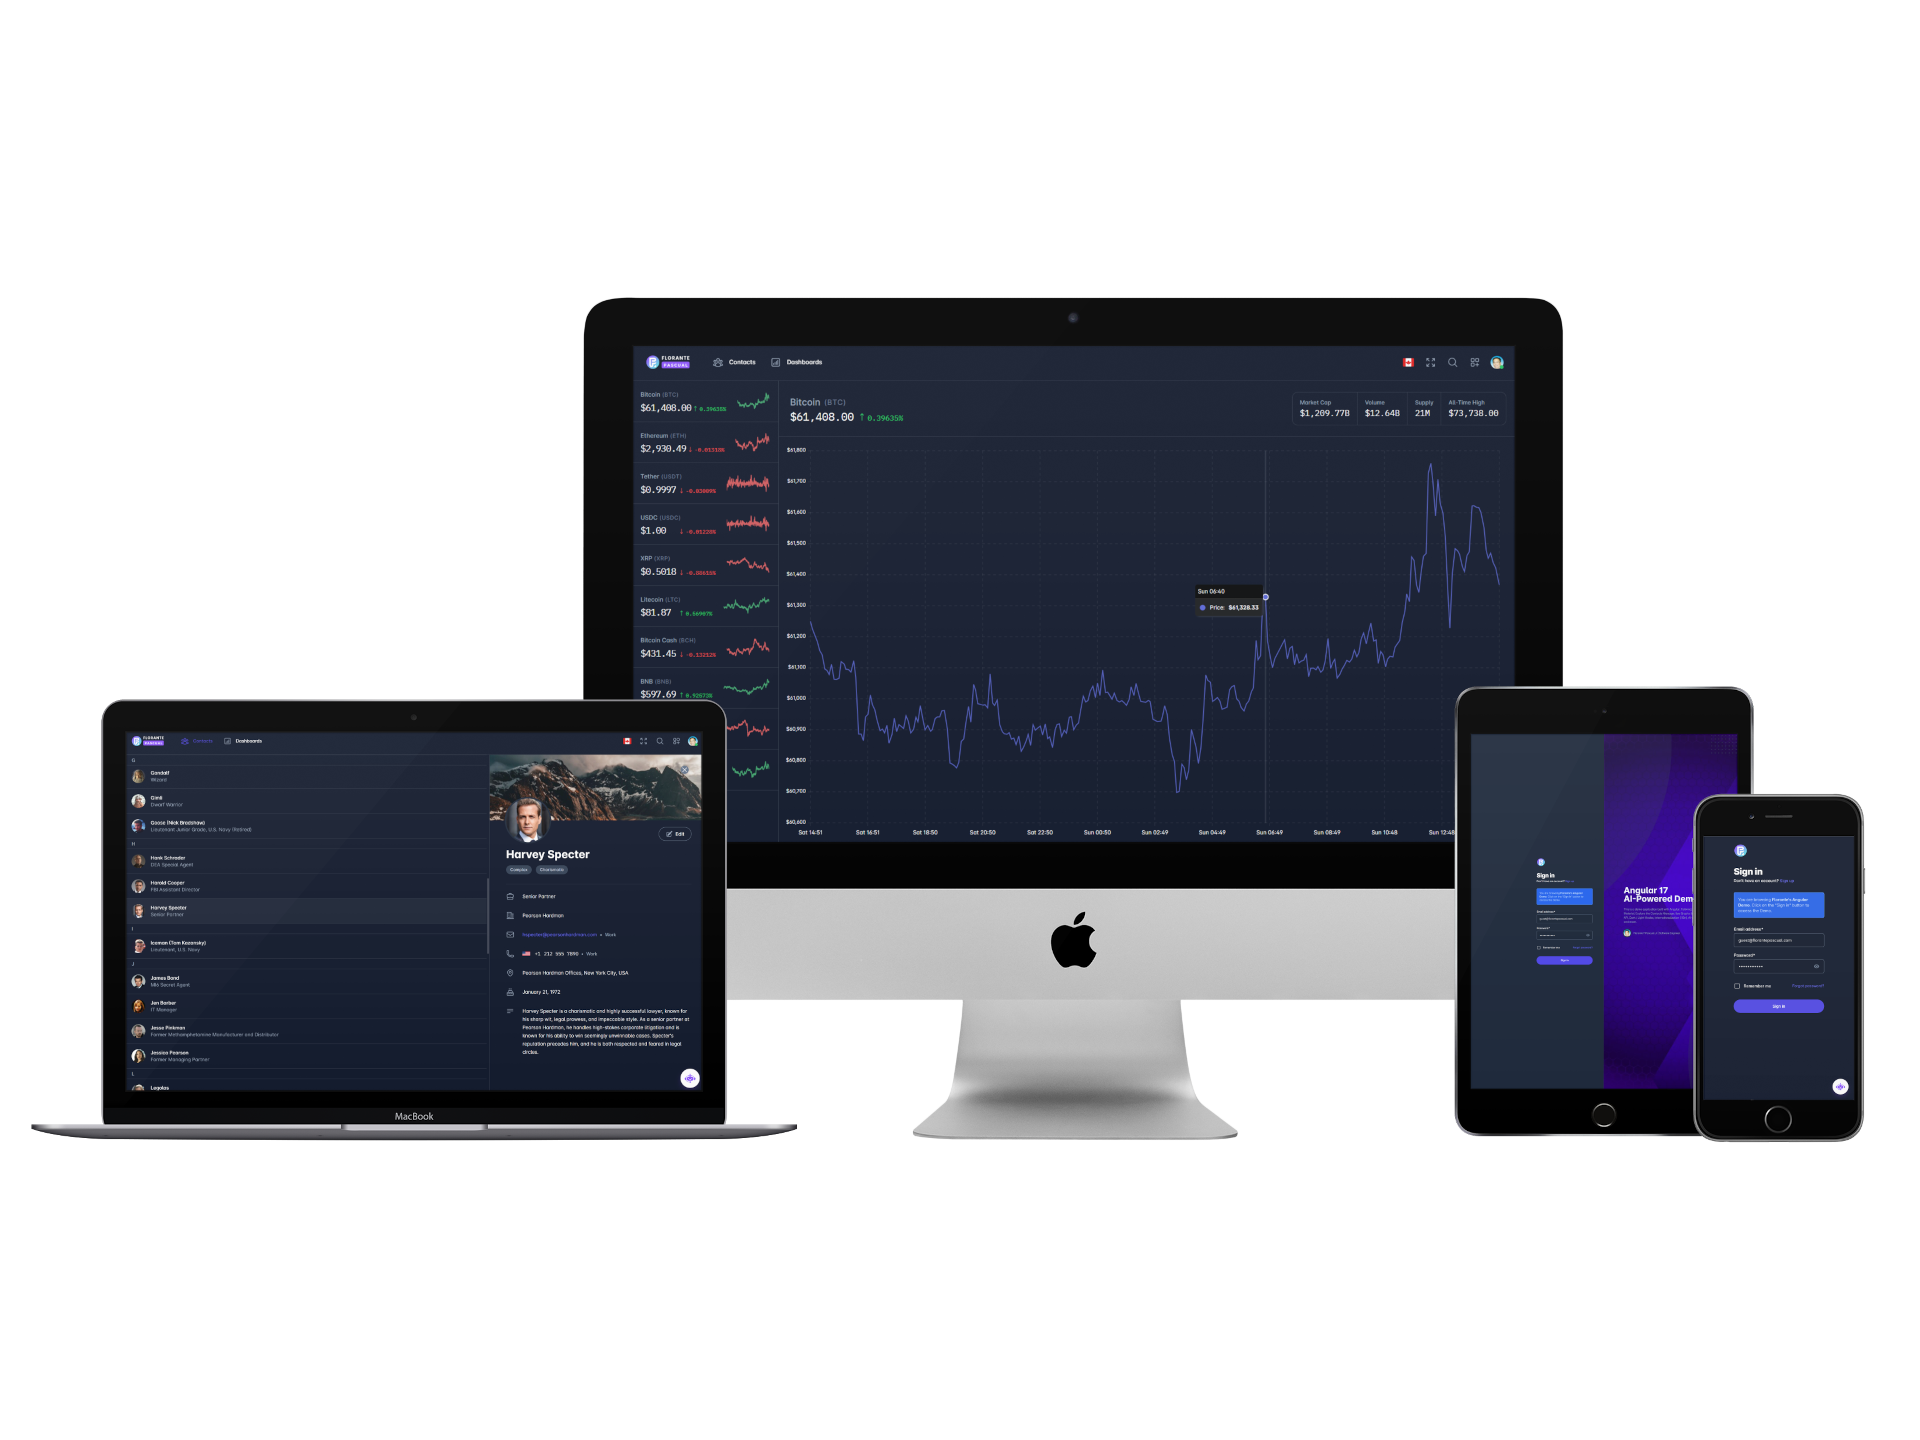 FLORANTE
PASCUAL
Contacts
Dashboards
Bitcoin (BTC)
$61,408.00 ↑ 0.39635%
Ethereum (ETH)
$2,930.49 ↓
Tether (USDT)
$0.9997 ↓
USDC (USDC)
$1.00 ↓
XRP (XRP)
$0.5018 ↓
Litecoin (LTC)
$81.87 ↑
Bitcoin Cash (BCH)
$431.45 ↓
BNB (BNB)
$597.69 ↑
Bitcoin (BTC)
$61,408.00 ↑ 0.39635%
Market Cap
$1,209.77B
Volume
$12.64B
Supply
21M
All-Time High
$73,738.00
$61,800
$61,700
$61,600
$61,500
$61,400
$61,300
$61,200
$61,100
$61,000
$60,900
$60,800
$60,700
$60,600
Sun 06:40
Price: $61,328.33
Sat 14:51
Sat 16:51
Sat 18:50
Sat 20:50
Sat 22:50
Sun 00:50
Sun 02:49
Sun 04:49
Sun 06:49
Sun 08:49
Sun 10:48
Sun 12:48
FLORANTE
PASCUAL
Contacts
Dashboards
G
Gandalf
Wizard
Gimli
Dwarf Warrior
Goose (Nick Bradshaw)
Lieutenant Junior Grade, U.S. Navy (Retired)
H
Hank Schrader
DEA Special Agent
Harold Cooper
FBI Assistant Director
Harvey Specter
Senior Partner
I
Iceman (Tom Kazansky)
Lieutenant, U.S. Navy
J
James Bond
MI6 Secret Agent
Jen Barber
IT Manager
Jesse Pinkman
Former Methamphetamine Manufacturer and Distributor
Jessica Pearson
Former Managing Partner
L
Legolas
Edit
Harvey Specter
Complex
Charismatic
Senior Partner
Pearson Hardman
hspecter@pearsonhardman.com • Work
+1 212 555 7890 • Work
Pearson Hardman Offices, New York City, USA
January 21, 1972
Harvey Specter is a charismatic and highly successful lawyer, known for
his sharp wit, legal prowess, and impeccable style. As a senior partner at
Pearson Hardman, he handles high-stakes corporate litigation and is
known for his ability to win seemingly unwinnable cases. Specter's
reputation precedes him, and he is both respected and feared in legal
circles.
MacBook
Sign in
Don't have an account? Sign up
Email address*
Password*
Remember me
Sign in
Angular 17
AI-Powered Dem
Sign in
Don't have an account? Sign up
You are browsing Florante's Angular
Demo. Click on the "Sign in" button to
access the Demo.
Email address*
guest@florantepascual.com
Password*
Remember me
Forgot password?
Sign in